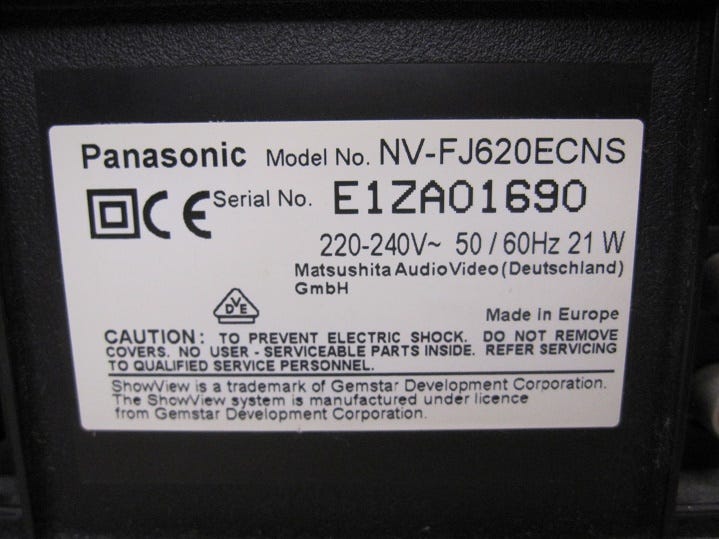 Panasonic Model No. NV-FJ620ECNS
CE Serial No. E1ZA01690
220-240V~ 50/60Hz 21 W
Matsushita AudioVideo (Deutschland)
GmbH
DVE
Made in Europe
CAUTION: TO PREVENT ELECTRIC SHOCK. DO NOT REMOVE
COVERS. NO USER - SERVICEABLE PARTS INSIDE. REFER SERVICING
TO QUALIFIED SERVICE PERSONNEL.
ShowView is a trademark of Gemstar Development Corporation.
The ShowView system is manufactured under licence
from Gemstar Development Corporation.